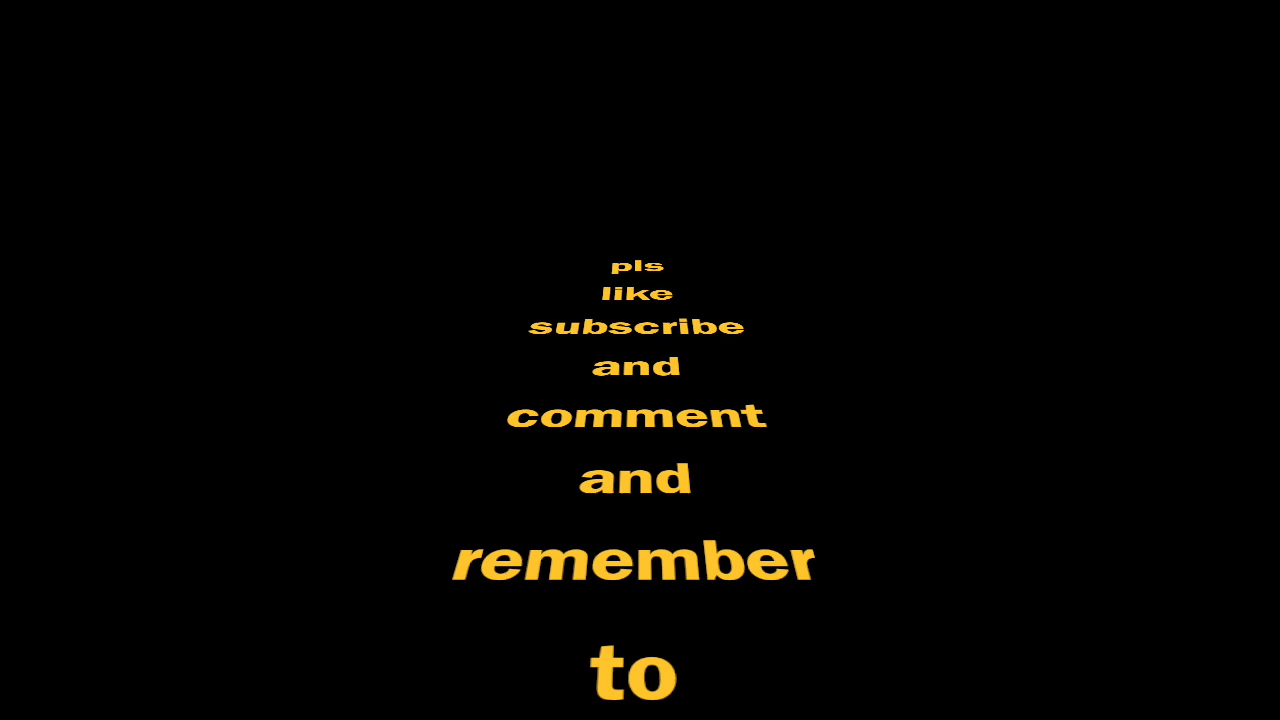 pls
like
subscribe
and
comment
and
remember
to